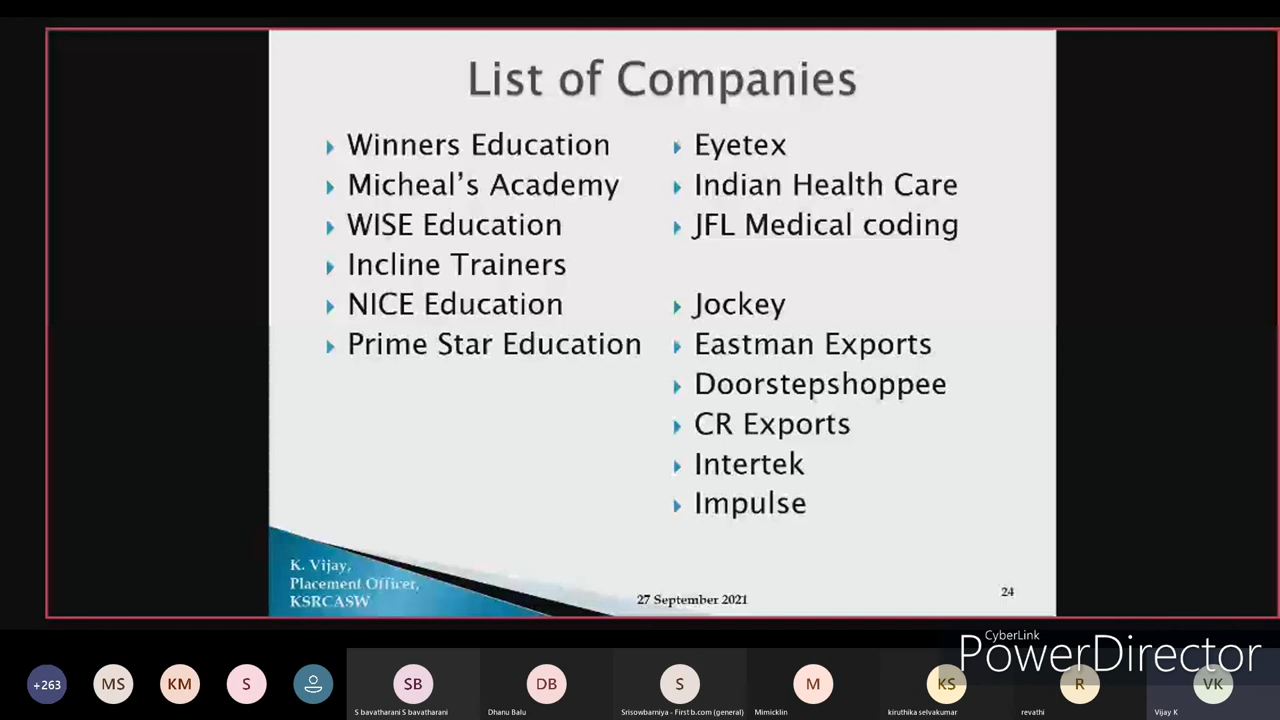 List of Companies
Winners Education
Micheal's Academy
WISE Education
Incline Trainers
NICE Education
Prime Star Education
Eyetex
Indian Health Care
JFL Medical coding
Jockey
Eastman Exports
Doorstepshoppee
CR Exports
Intertek
Impulse
K. Vijay,
Placement Officer,
KSRCASW
27 September 2021
24
CyberLink
PowerDirector
+263
MS
KM
S
SB
DB
S
M
KS
R
VK
S bavatharani S bavatharani
Dhanu Balu
Srisowbarniya - First b.com (general)
Mimicklin
kiruthika selvakumar
revathi
Vijay K